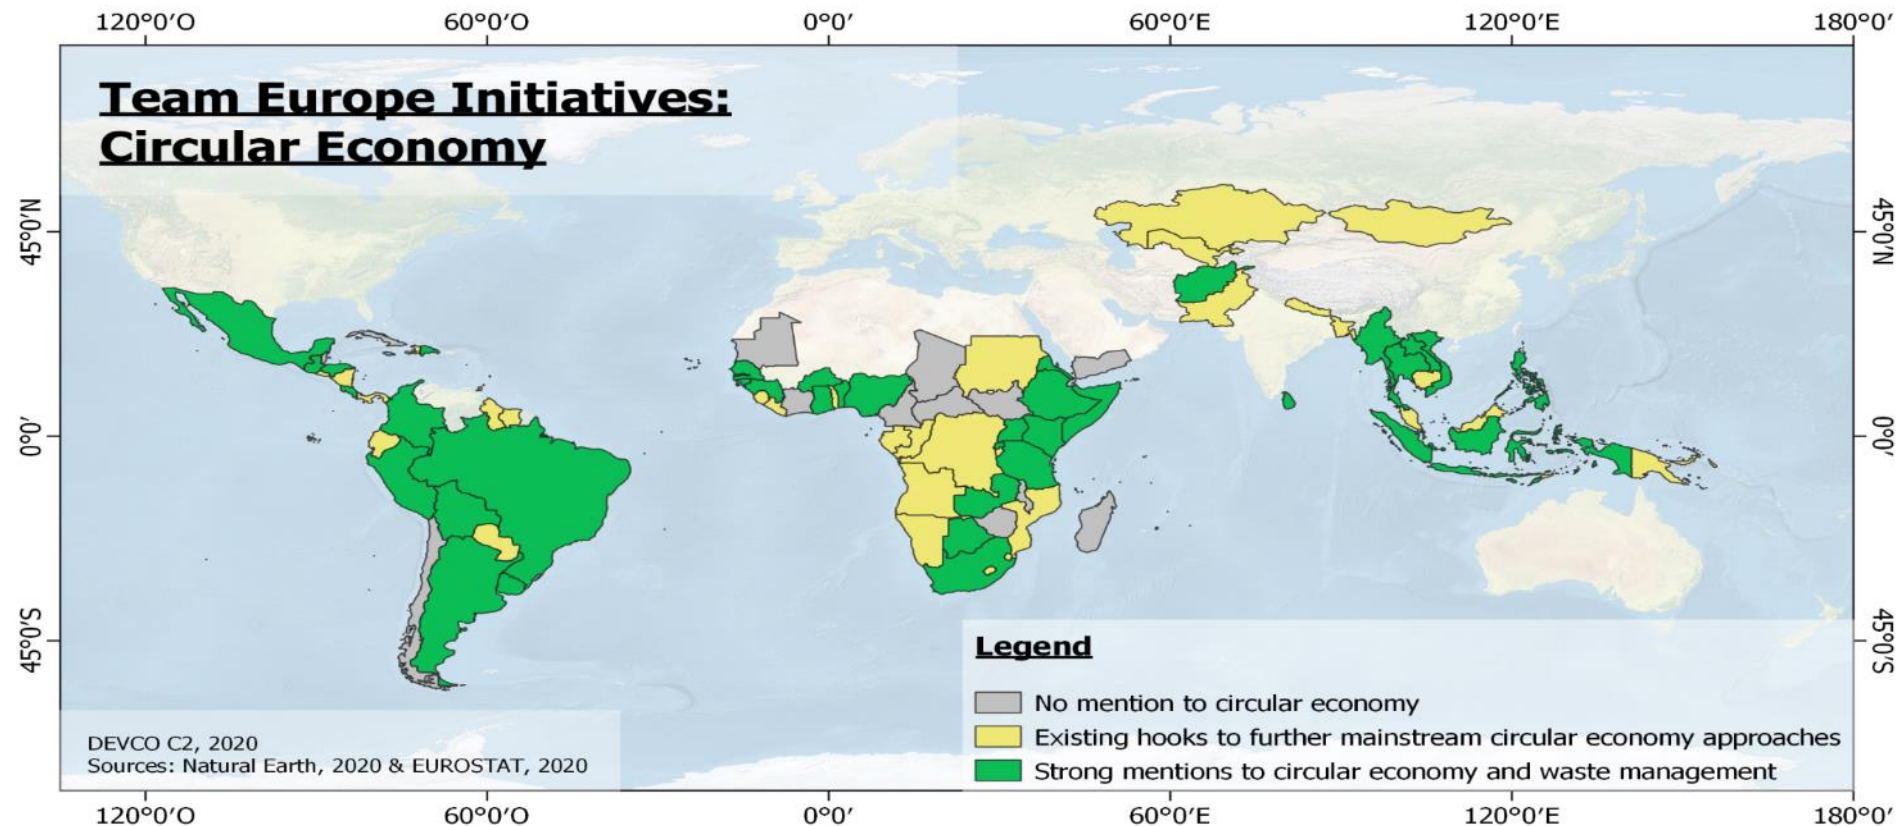 120°0′O 60°0′O 0°0′ 60°0′E 120°0′E 180°0′
Team Europe Initiatives:
Circular Economy
45°0′N 45°0′N
0°0′ 0°0′
45°0′S 45°0′S
Legend
No mention to circular economy
Existing hooks to further mainstream circular economy approaches
Strong mentions to circular economy and waste management
DEVCO C2, 2020
Sources: Natural Earth, 2020 & EUROSTAT, 2020
120°0′O 60°0′O 0°0′ 60°0′E 120°0′E 180°0′